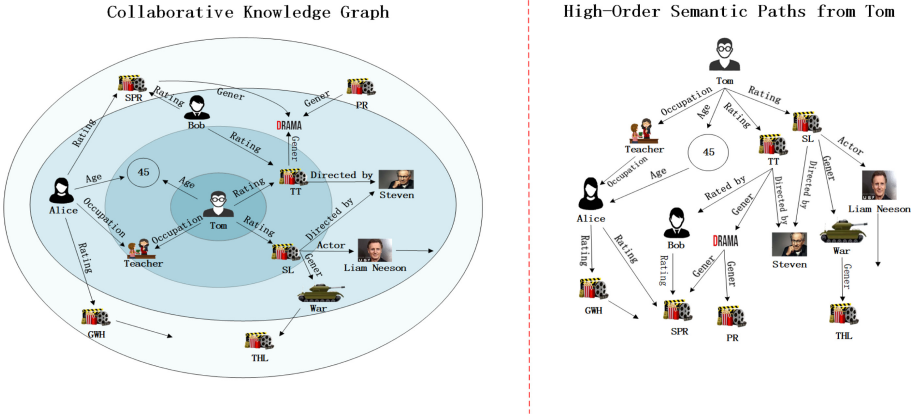 Collaborative Knowledge Graph
SPR
Rating
Gener
Gener
PR
Bob
DRAMA
Rating
Rating
Gener
45
Age
Age
Rating
TT
Directed by
Steven
Alice
Tom
Occupation
Occupation
Rating
Directed by
Teacher
SL
Actor
Liam Neeson
Rating
Gener
War
GWH
THL
High-Order Semantic Paths from Tom
Tom
Occupation
Age
Rating
Rating
Teacher
45
TT
SL
Actor
Occupation
Age
Rated by
Gener
Directed by
Directed by
Gener
Liam Neeson
Alice
Bob
DRAMA
Steven
War
Rating
Rating
Rating
Gener
Gener
Gener
GWH
SPR
PR
THL